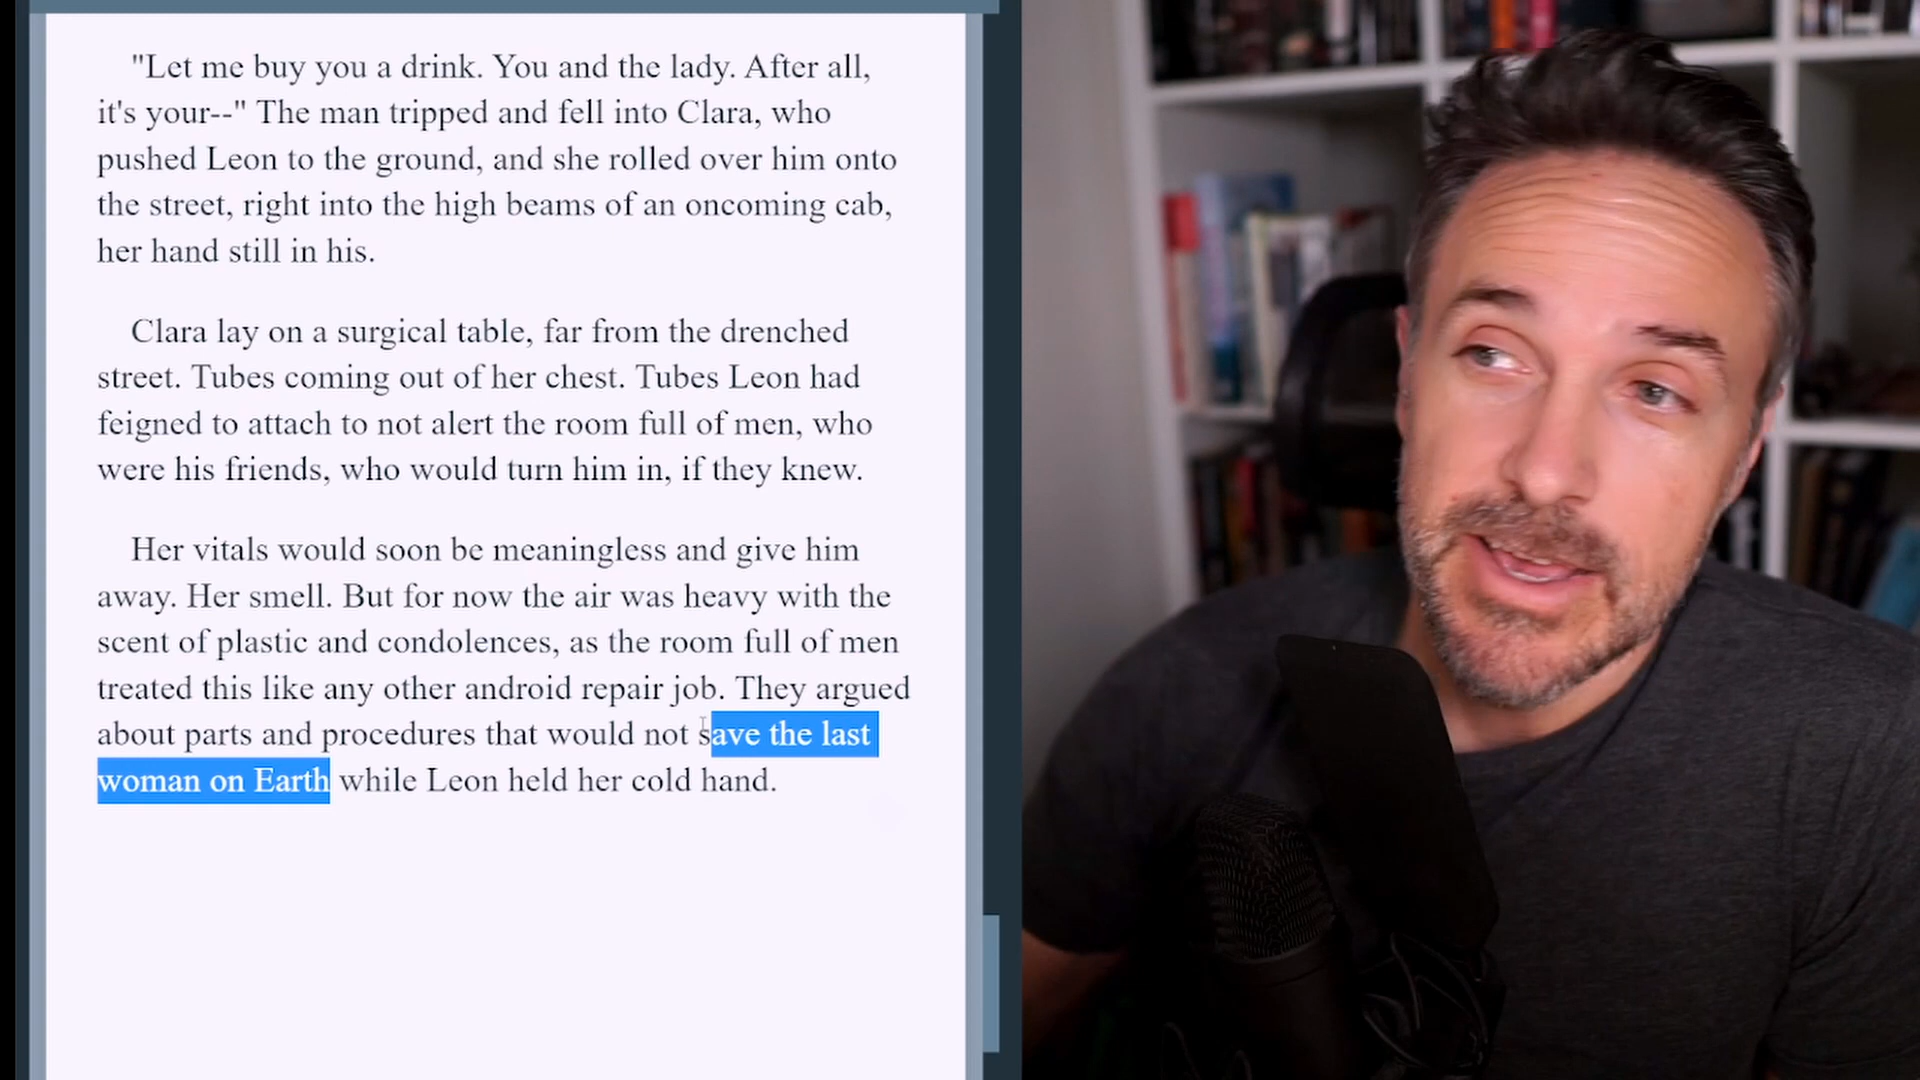 "Let me buy you a drink. You and the lady. After all,
it's your--" The man tripped and fell into Clara, who
pushed Leon to the ground, and she rolled over him onto
the street, right into the high beams of an oncoming cab,
her hand still in his.
Clara lay on a surgical table, far from the drenched
street. Tubes coming out of her chest. Tubes Leon had
feigned to attach to not alert the room full of men, who
were his friends, who would turn him in, if they knew.
Her vitals would soon be meaningless and give him
away. Her smell. But for now the air was heavy with the
scent of plastic and condolences, as the room full of men
treated this like any other android repair job. They argued
about parts and procedures that would not save the last
woman on Earth while Leon held her cold hand.